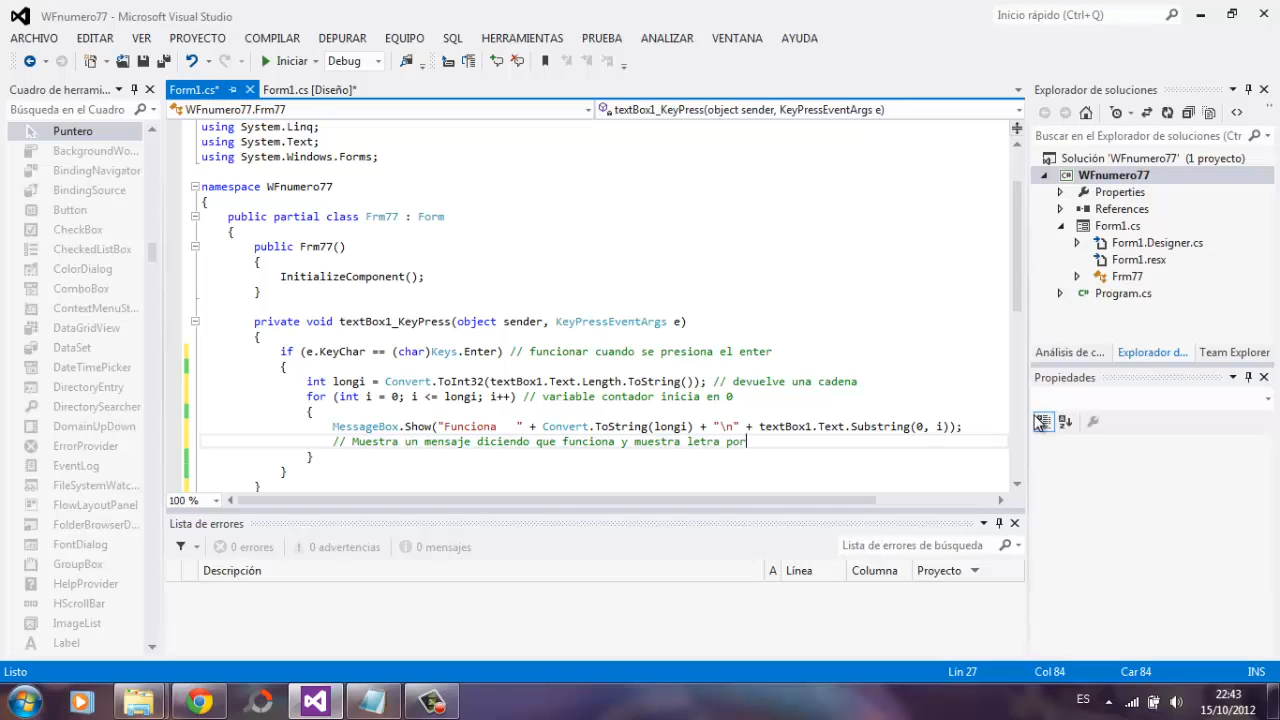 WFnumero77 - Microsoft Visual Studio
Inicio rápido (Ctrl+Q)
ARCHIVO EDITAR VER PROYECTO COMPILAR DEPURAR EQUIPO SQL HERRAMIENTAS PRUEBA ANALIZAR VENTANA AYUDA
Iniciar Debug
Cuadro de herrami...
Búsqueda en el Cuadro
Puntero
BackgroundWo...
BindingNavigator
BindingSource
Button
CheckBox
CheckedListBox
ColorDialog
ComboBox
ContextMenuSt...
DataGridView
DataSet
DateTimePicker
DirectoryEntry
DirectorySearcher
DomainUpDown
ErrorProvider
EventLog
FileSystemWatc...
FlowLayoutPanel
FolderBrowserD...
FontDialog
GroupBox
HelpProvider
HScrollBar
ImageList
Label
Form1.cs* Form1.cs [Diseño]*
WFnumero77.Frm77 textBox1_KeyPress(object sender, KeyPressEventArgs e)
using System.Linq;
using System.Text;
using System.Windows.Forms;
namespace WFnumero77
{
public partial class Frm77 : Form
{
public Frm77()
{
InitializeComponent();
}
private void textBox1_KeyPress(object sender, KeyPressEventArgs e)
{
if (e.KeyChar == (char)Keys.Enter) // funcionar cuando se presiona el enter
{
int longi = Convert.ToInt32(textBox1.Text.Length.ToString()); // devuelve una cadena
for (int i = 0; i <= longi; i++) // variable contador inicia en 0
{
MessageBox.Show("Funciona   " + Convert.ToString(longi) + "\n" + textBox1.Text.Substring(0, i));
// Muestra un mensaje diciendo que funciona y muestra letra por
}
}
}
100 %
Lista de errores
0 errores 0 advertencias 0 mensajes Lista de errores de búsqueda
Descripción A Línea Columna Proyecto
Explorador de soluciones
Buscar en el Explorador de soluciones (Ctr
Solución 'WFnumero77' (1 proyecto)
WFnumero77
Properties
References
Form1.cs
Form1.Designer.cs
Form1.resx
Frm77
Program.cs
Análisis de c... Explorador d... Team Explorer
Propiedades
Listo Lín 27 Col 84 Car 84 INS
ES 22:43
15/10/2012